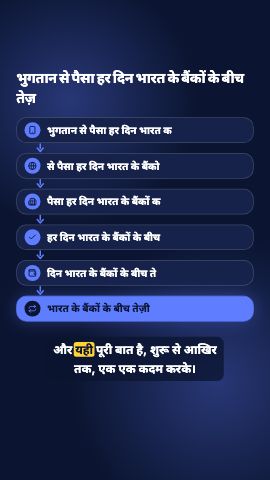 भुगतान से पैसा हर दिन भारत के बैंकों के बीच
तेज़
भुगतान से पैसा हर दिन भारत क
से पैसा हर दिन भारत के बैंको
पैसा हर दिन भारत के बैंकों क
हर दिन भारत के बैंकों के बीच
दिन भारत के बैंकों के बीच ते
भारत के बैंकों के बीच तेज़ी
और यही पूरी बात है, शुरू से आखिर
तक, एक एक कदम करके।